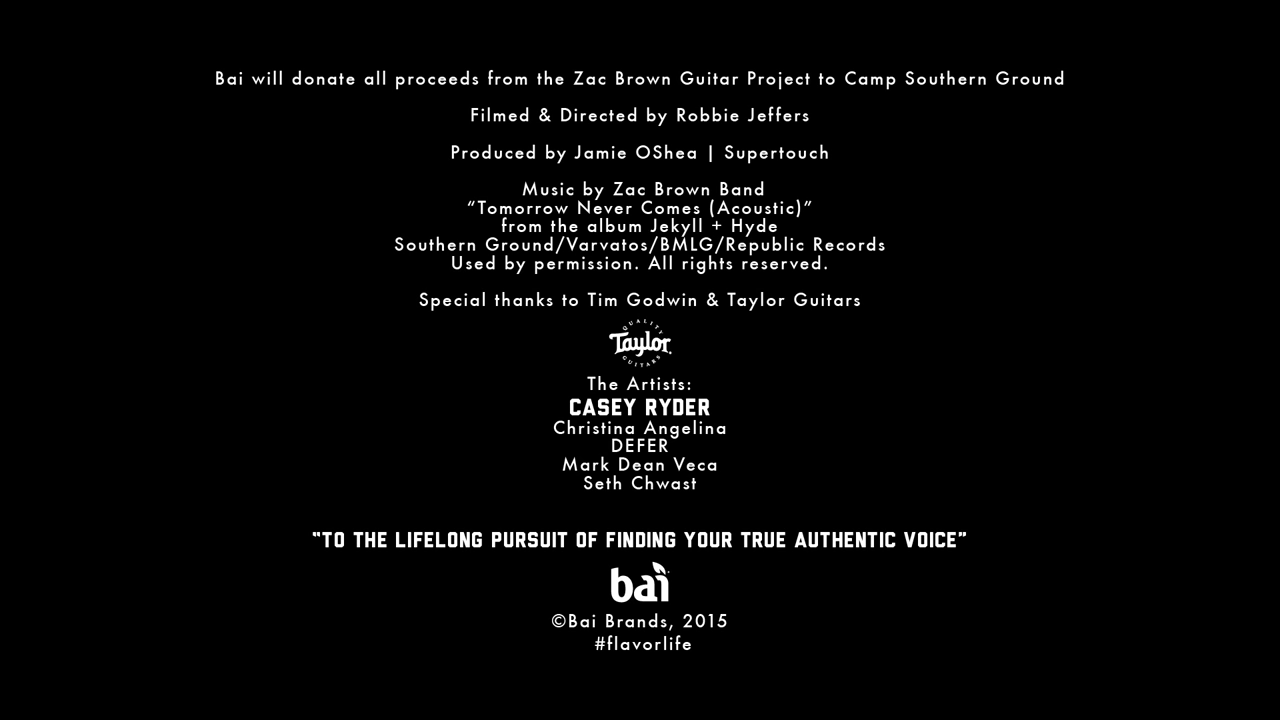 Bai will donate all proceeds from the Zac Brown Guitar Project to Camp Southern Ground
Filmed & Directed by Robbie Jeffers
Produced by Jamie OShea | Supertouch
Music by Zac Brown Band
“Tomorrow Never Comes (Acoustic)”
from the album Jekyll + Hyde
Southern Ground/Varvatos/BMLG/Republic Records
Used by permission. All rights reserved.
Special thanks to Tim Godwin & Taylor Guitars
QUALITY
Taylor
GUITARS
The Artists:
CASEY RYDER
Christina Angelina
DEFER
Mark Dean Veca
Seth Chwast
“TO THE LIFELONG PURSUIT OF FINDING YOUR TRUE AUTHENTIC VOICE”
bai
©Bai Brands, 2015
#flavorlife